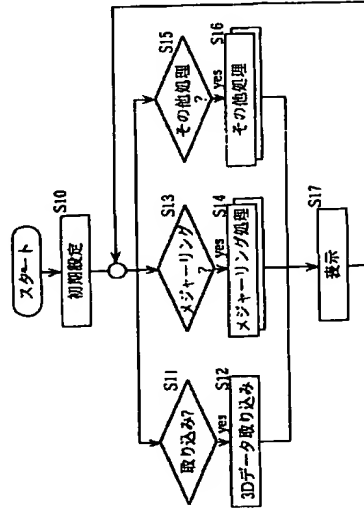 スタート
S10
初期設定
S11
取り込み?
yes
S12
3Dデータ取り込み
S13
メジャーリング
?
yes
S14
メジャーリング処理
S15
その他処理
?
yes
S16
その他処理
S17
表示